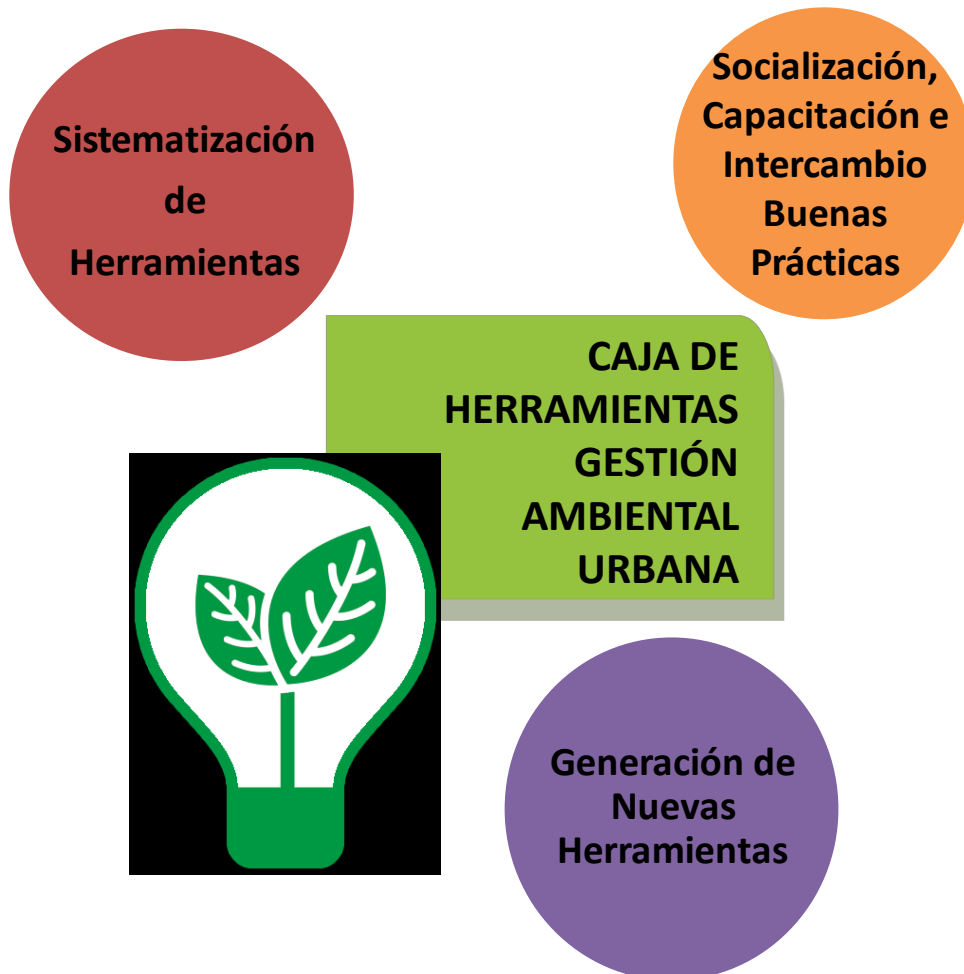 Sistematización
de
Herramientas
Socialización,
Capacitación e
Intercambio
Buenas
Prácticas
CAJA DE
HERRAMIENTAS
GESTIÓN
AMBIENTAL
URBANA
Generación de
Nuevas
Herramientas